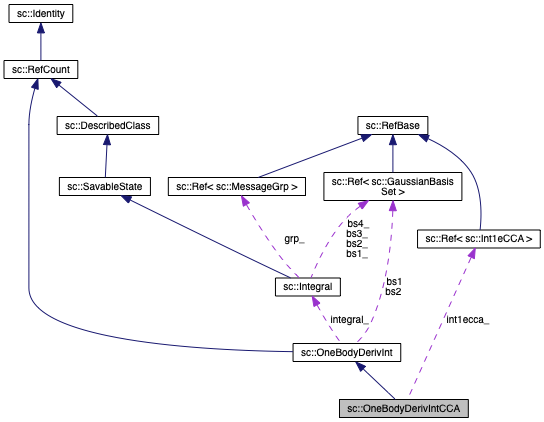 sc::Identity
sc::RefCount
sc::DescribedClass
sc::RefBase
sc::SavableState
sc::Ref< sc::MessageGrp >
sc::Ref< sc::GaussianBasis
Set >
grp_
bs4_
bs3_
bs2_
bs1_
sc::Ref< sc::Int1eCCA >
sc::Integral
bs1
bs2
integral_
int1ecca_
sc::OneBodyDerivInt
sc::OneBodyDerivIntCCA